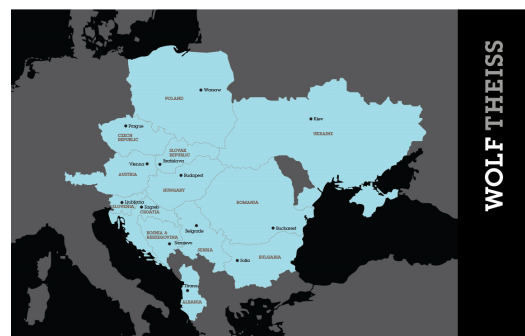 Warsaw
POLAND
Kiev
UKRAINE
Prague
CZECH
REPUBLIC
SLOVAK
REPUBLIC
Vienna
Bratislava
AUSTRIA
Budapest
HUNGARY
Ljubljana
SLOVENIA
Zagreb
CROATIA
ROMANIA
Bucharest
Belgrade
BOSNIA &
HERZEGOVINA
Sarajevo
SERBIA
Sofia
BULGARIA
Tirana
ALBANIA
WOLF THEISS